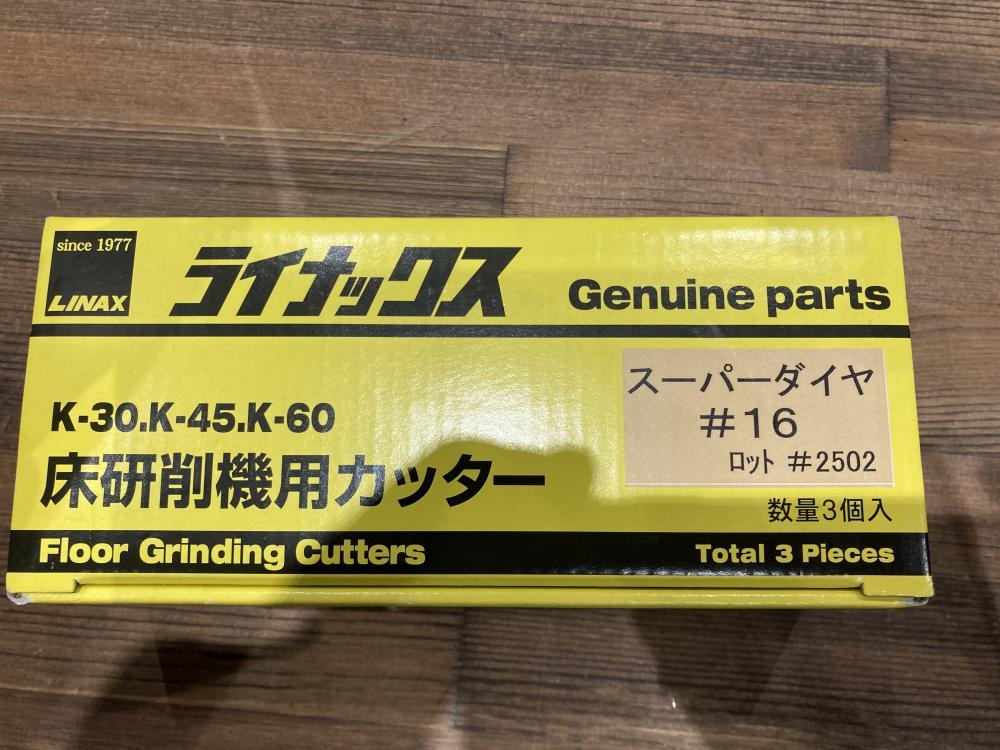 since 1977
LINAX
ライナックス
Genuine parts
スーパーダイヤ
#16
ロット #2502
K-30.K-45.K-60
床研削機用カッター
数量3個入
Floor Grinding Cutters
Total 3 Pieces